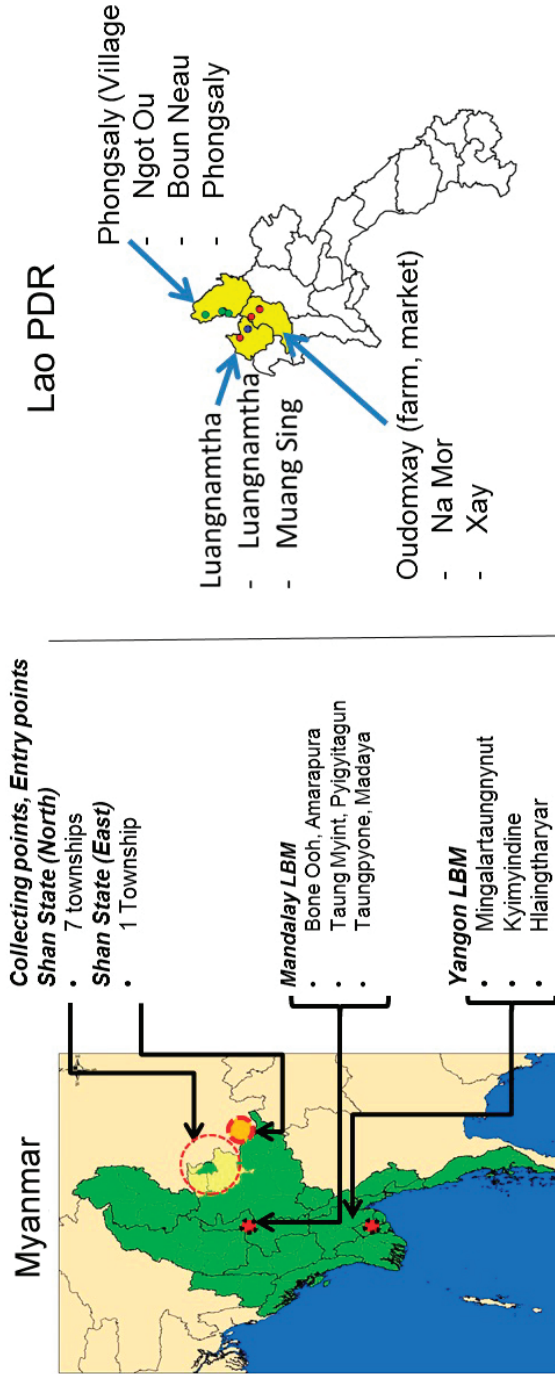 Myanmar
Collecting points, Entry points
Shan State (North)
• 7 townships
Shan State (East)
• 1 Township
Mandalay LBM
• Bone Ooh, Amarapura
• Taung Myint, Pyigyitagun
• Taungpyone, Madaya
Yangon LBM
• Mingalartaungnynut
• Kyimyindine
• Hlaingtharyar
Lao PDR
Phongsaly (Village
- Ngot Ou
- Boun Neau
- Phongsaly
Luangnamtha
- Luangnamtha
- Muang Sing
Oudomxay (farm, market)
- Na Mor
- Xay